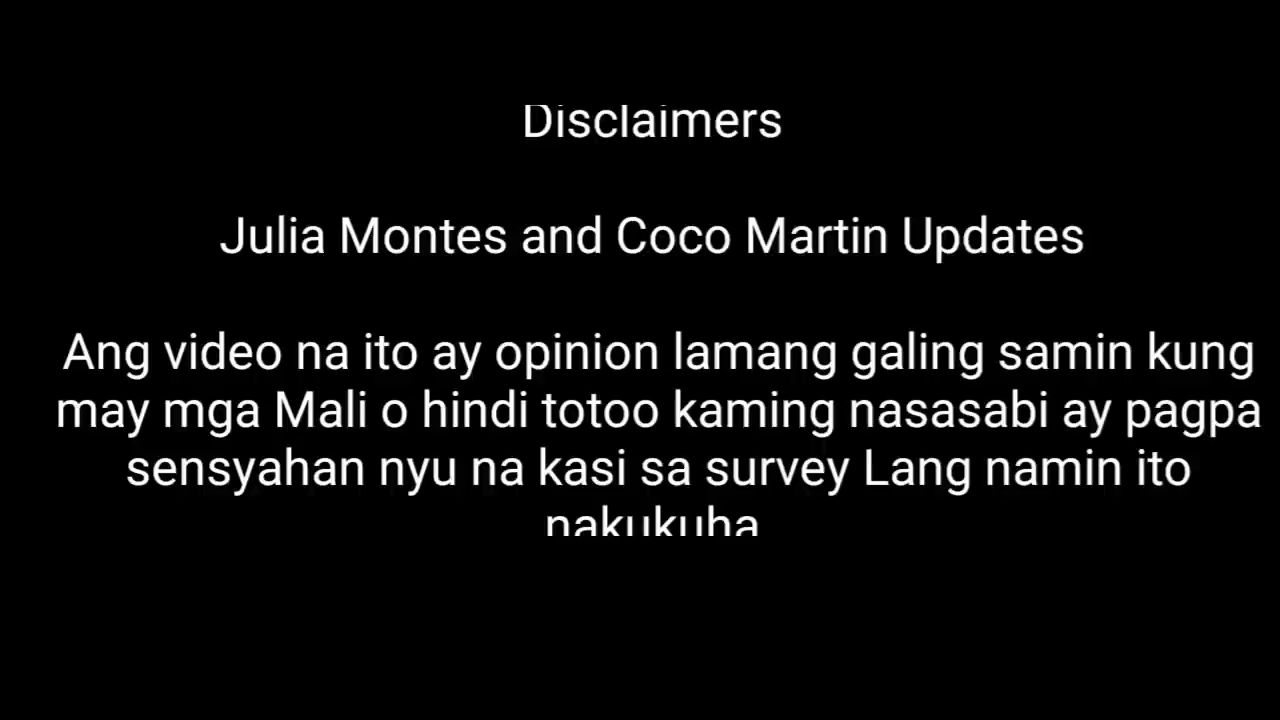 Disclaimers
Julia Montes and Coco Martin Updates
Ang video na ito ay opinion lamang galing samin kung
may mga Mali o hindi totoo kaming nasasabi ay pagpa
sensyahan nyu na kasi sa survey Lang namin ito
nakukuha